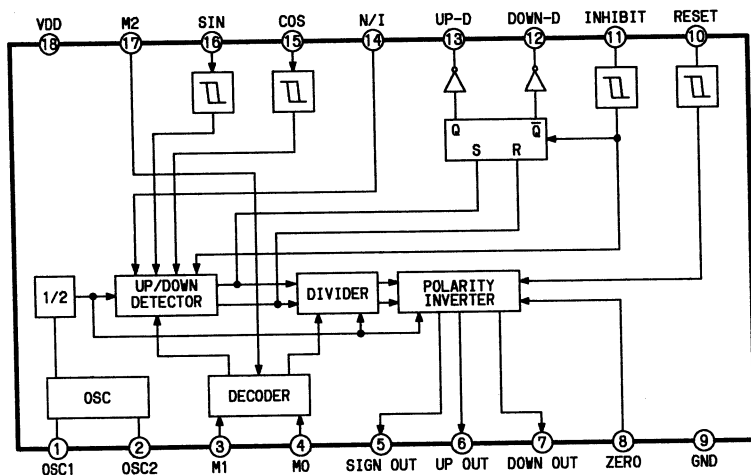 VDD M2 SIN COS N/I UP-D DOWN-D INHIBIT RESET
18 17 16 15 14 13 12 11 10
Q Q̅
S R
1/2
UP/DOWN
DETECTOR
DIVIDER
POLARITY
INVERTER
OSC
DECODER
1 2 3 4 5 6 7 8 9
OSC1 OSC2 M1 M0 SIGN OUT UP OUT DOWN OUT ZERO GND